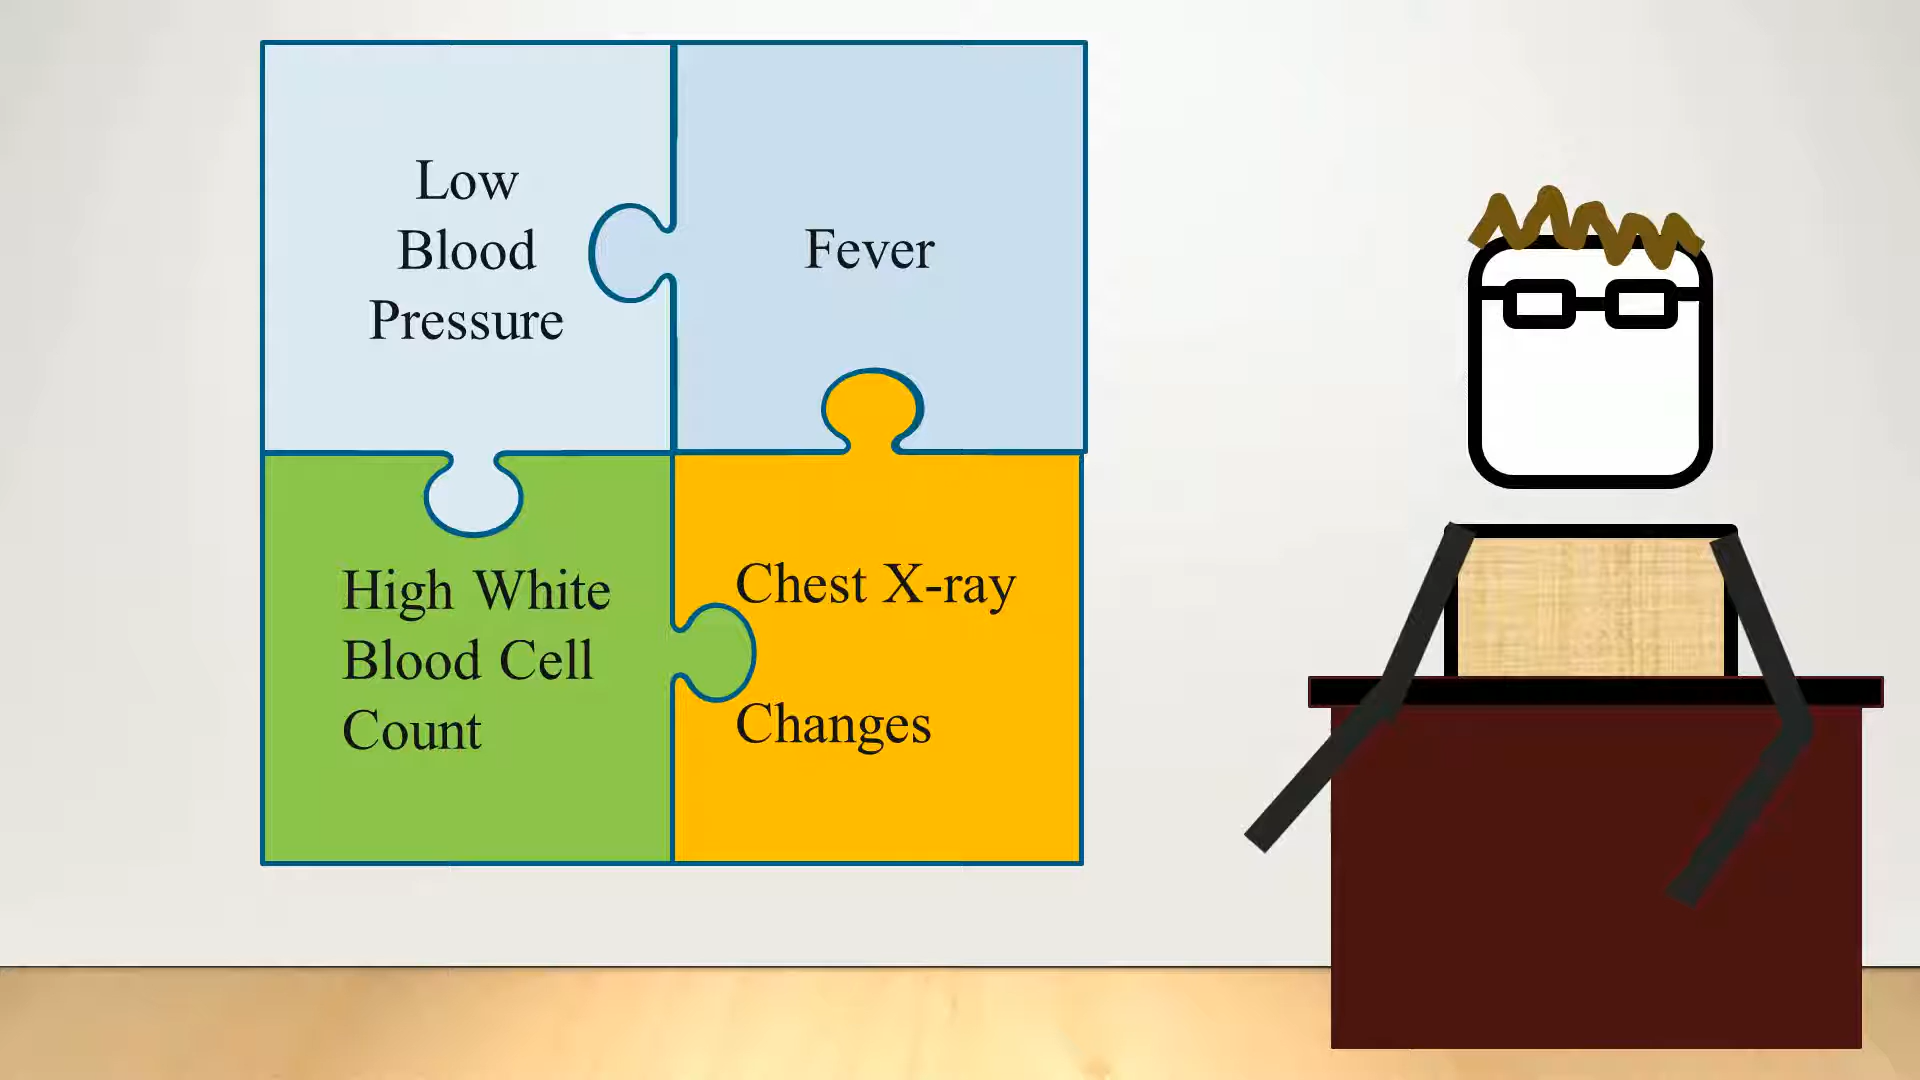 Low
Blood
Pressure
Fever
High White
Blood Cell
Count
Chest X-ray
Changes